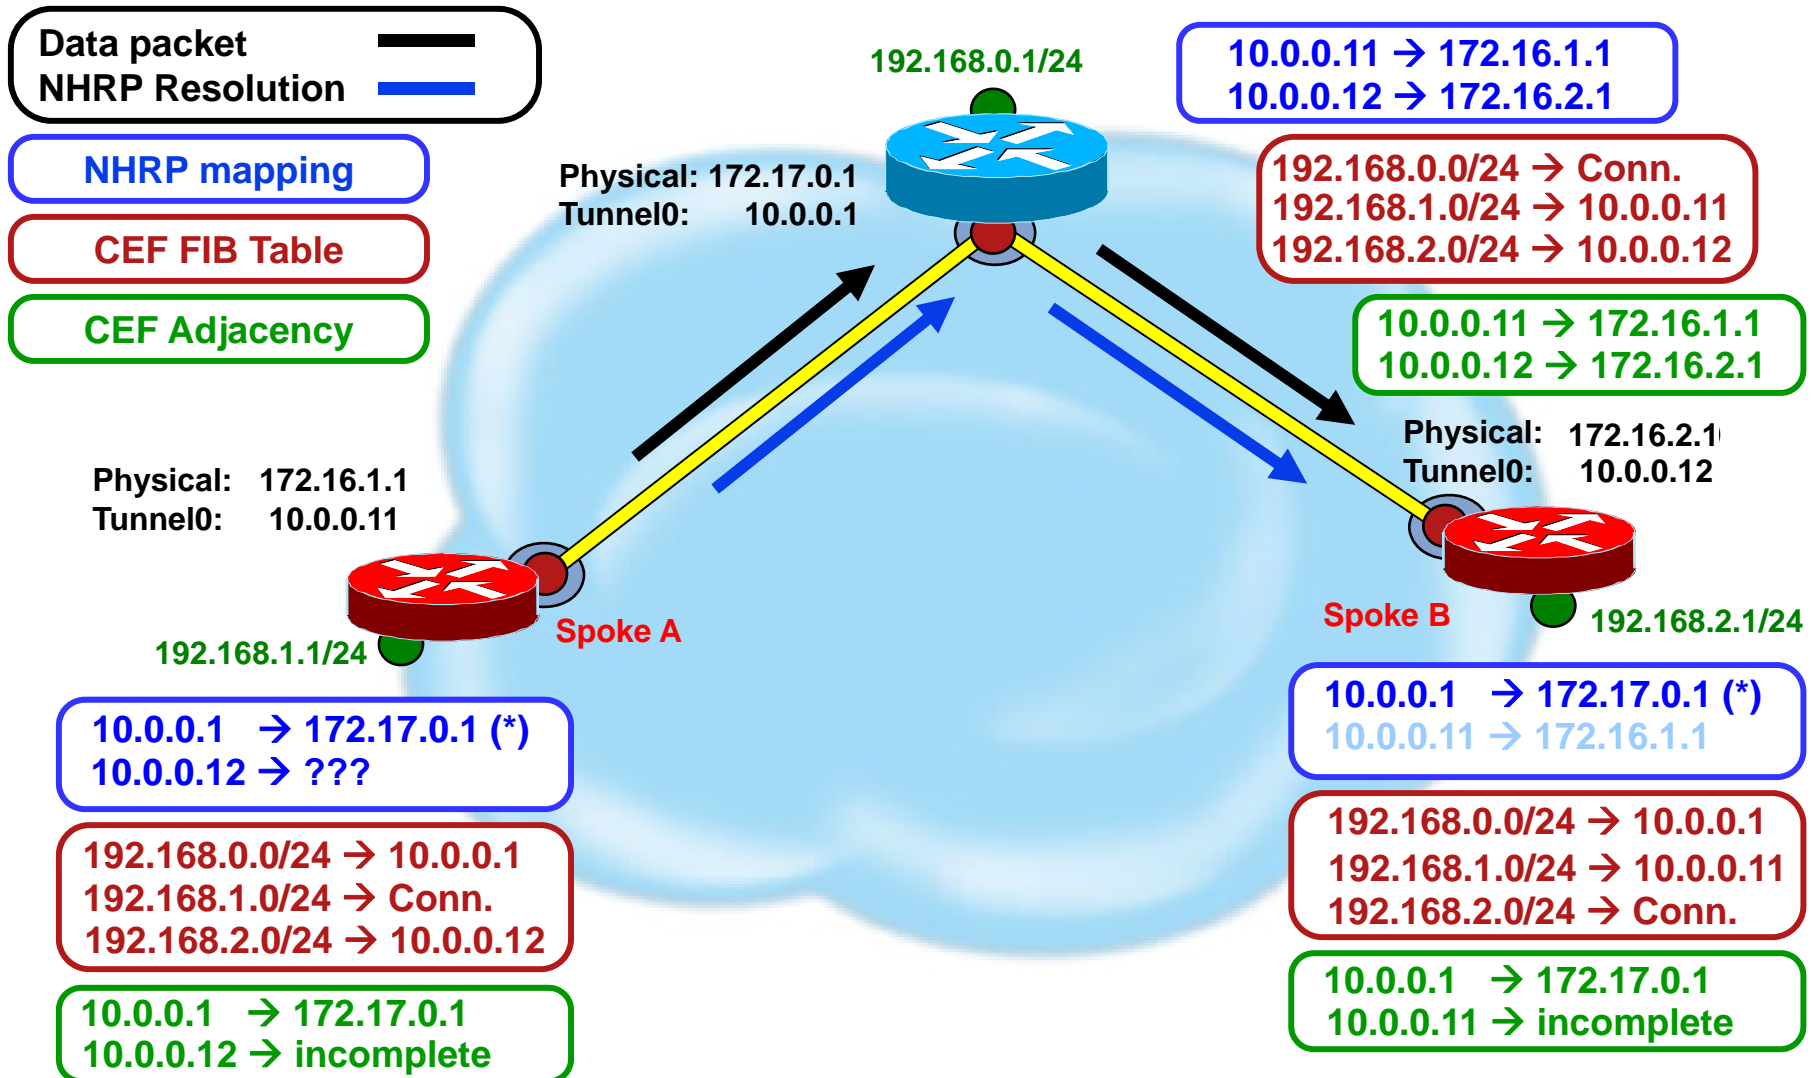 Data packet
NHRP Resolution
NHRP mapping
CEF FIB Table
CEF Adjacency
192.168.0.1/24
Physical: 172.17.0.1
Tunnel0: 10.0.0.1
10.0.0.11 → 172.16.1.1
10.0.0.12 → 172.16.2.1
192.168.0.0/24 → Conn.
192.168.1.0/24 → 10.0.0.11
192.168.2.0/24 → 10.0.0.12
10.0.0.11 → 172.16.1.1
10.0.0.12 → 172.16.2.1
Physical: 172.16.2.1
Tunnel0: 10.0.0.12
Physical: 172.16.1.1
Tunnel0: 10.0.0.11
Spoke A
192.168.1.1/24
Spoke B
192.168.2.1/24
10.0.0.1 → 172.17.0.1 (*)
10.0.0.12 → ???
192.168.0.0/24 → 10.0.0.1
192.168.1.0/24 → Conn.
192.168.2.0/24 → 10.0.0.12
10.0.0.1 → 172.17.0.1
10.0.0.12 → incomplete
10.0.0.1 → 172.17.0.1 (*)
10.0.0.11 → 172.16.1.1
192.168.0.0/24 → 10.0.0.1
192.168.1.0/24 → 10.0.0.11
192.168.2.0/24 → Conn.
10.0.0.1 → 172.17.0.1
10.0.0.11 → incomplete